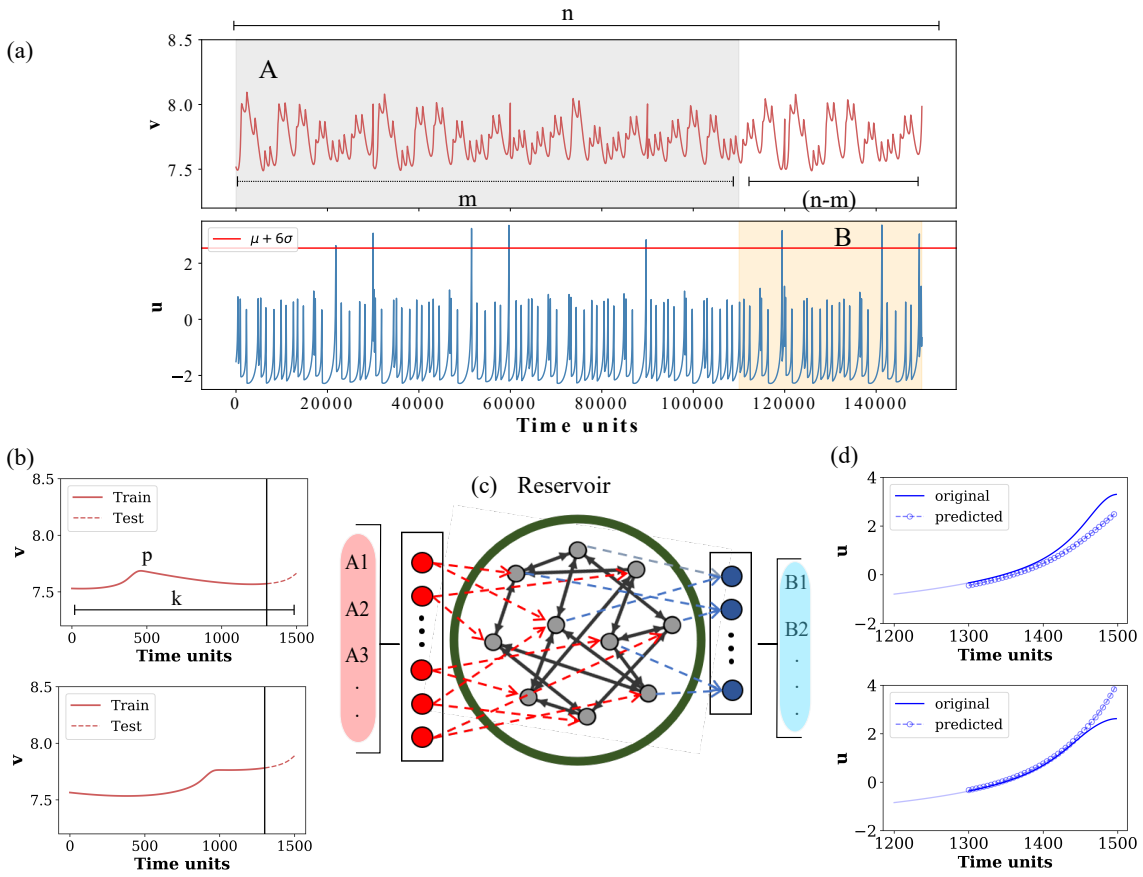 n
(a)
8.5
8.0
7.5
v
A
m
(n-m)
μ + 6σ
B
2
0
−2
u
0 20000 40000 60000 80000 100000 120000 140000
Time units
(b)
8.5
8.0
7.5
v
Train
Test
p
k
0 500 1000 1500
Time units
8.5
8.0
7.5
v
Train
Test
0 500 1000 1500
Time units
(c) Reservoir
A1
A2
A3
.
.
B1
B2
.
.
.
(d)
4
2
0
−2
u
original
predicted
1200 1300 1400 1500
Time units
4
2
0
−2
u
original
predicted
1200 1300 1400 1500
Time units